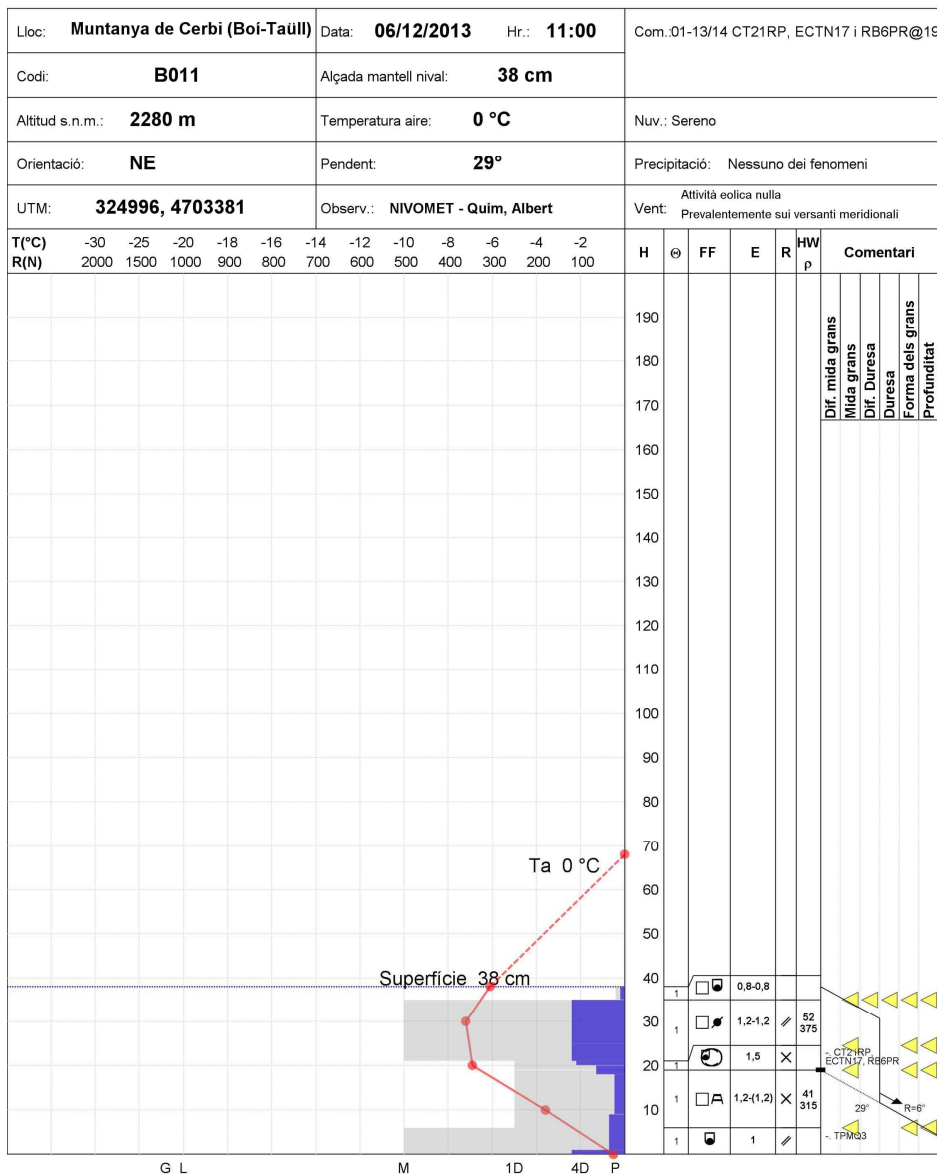 Lloc: Muntanya de Cerbi (Boí-Taüll) Data: 06/12/2013 Hr.: 11:00 Com.:01-13/14 CT21RP, ECTN17 i RB6PR@19
Codi: B011 Alçada mantell nival: 38 cm
Altitud s.n.m.: 2280 m Temperatura aire: 0 °C Nuv.: Sereno
Orientació: NE Pendent: 29° Precipitació: Nessuno dei fenomeni
UTM: 324996, 4703381 Observ.: NIVOMET - Quim, Albert Vent: Attività eolica nulla
Prevalentemente sui versanti meridionali
T(°C) -30 -25 -20 -18 -16 -14 -12 -10 -8 -6 -4 -2
R(N) 2000 1500 1000 900 800 700 600 500 400 300 200 100
H Θ FF E R HW ρ Comentari
Dif. mida grans
Mida grans
Dif. Duresa
Duresa
Forma dels grans
Profunditat
190
180
170
160
150
140
130
120
110
100
90
80
70
Ta 0 °C
60
50
40
Superfície 38 cm
1 0,8-0,8
30 1 1,2-1,2 52
375
20 1 1,5 -. CT21RP
ECTN17, RB6PR
10 1 1,2-(1,2) 41
315 29° R=6°
1 1 -. TPMQ3
G L M 1D 4D P